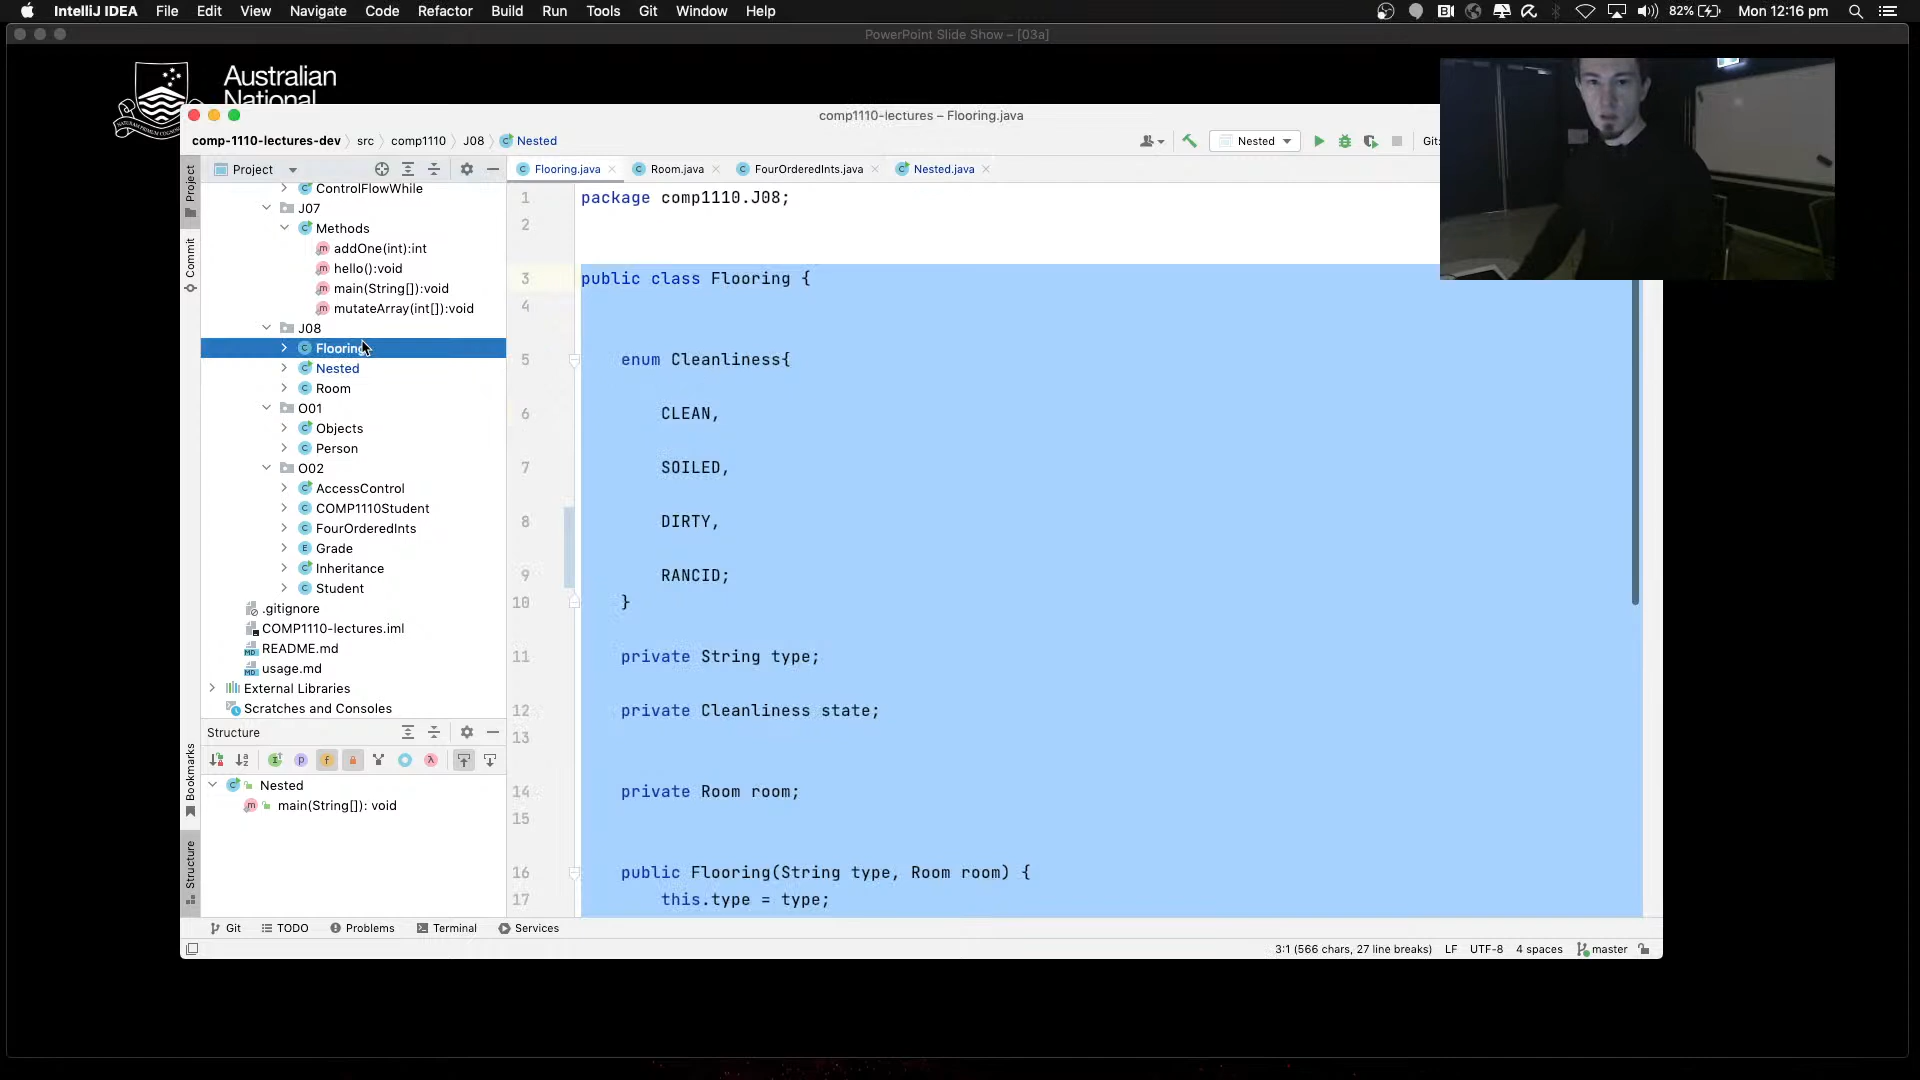 IntelliJ IDEA File Edit View Navigate Code Refactor Build Run Tools Git Window Help 82% Mon 12:16 pm
PowerPoint Slide Show – [03a]
Australian
National
comp1110-lectures – Flooring.java
comp-1110-lectures-dev src comp1110 J08 Nested Nested Git:
Project Flooring.java Room.java FourOrderedInts.java Nested.java
Project
Commit
Bookmarks
Structure
ControlFlowWhile
J07
Methods
addOne(int):int
hello():void
main(String[]):void
mutateArray(int[]):void
J08
Flooring
Nested
Room
O01
Objects
Person
O02
AccessControl
COMP1110Student
FourOrderedInts
Grade
Inheritance
Student
.gitignore
COMP1110-lectures.iml
README.md
usage.md
External Libraries
Scratches and Consoles
Structure
Nested
main(String[]): void
1 package comp1110.J08;
2
3 public class Flooring {
4
5 enum Cleanliness{
6 CLEAN,
7 SOILED,
8 DIRTY,
9 RANCID;
10 }
11 private String type;
12 private Cleanliness state;
13
14 private Room room;
15
16 public Flooring(String type, Room room) {
17 this.type = type;
Git TODO Problems Terminal Services
3:1 (566 chars, 27 line breaks) LF UTF-8 4 spaces master